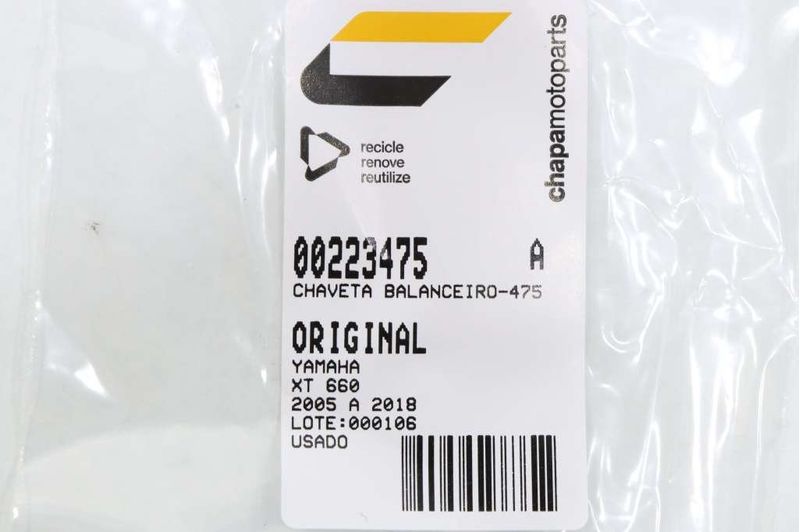 chapamotoparts
recicle
renove
reutilize
00223475 A
CHAVETA BALANCEIRO-475
ORIGINAL
YAMAHA
XT 660
2005 A 2018
LOTE:000106
USADO